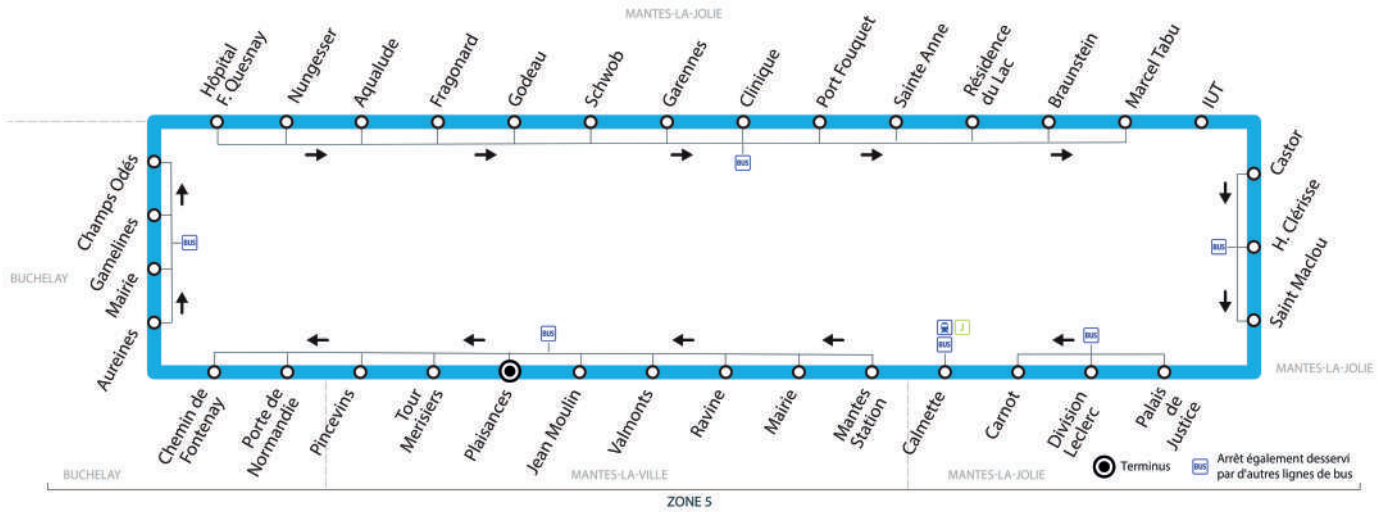 MANTES-LA-JOLIE
Hôpital
F. Quesnay
Nungesser
Aqualude
Fragonard
Godeau
Schwob
Garennes
Clinique
Port Fouquet
Sainte Anne
Résidence
du Lac
Braunstein
Marcel Tabu
IUT
BUS
Castor
H. Clérisse
Saint Maclou
BUS
Champs Odés
Gamelines
Mairie
Aureines
BUS
BUCHELAY
BUS
J
BUS
BUS
MANTES-LA-JOLIE
Chemin de
Fontenay
Porte de
Normandie
Pincevins
Tour
Merisiers
Plaisances
Jean Moulin
Valmonts
Ravine
Mairie
Mantes
Station
Calmette
Carnot
Division
Leclerc
Palais
de
Justice
Terminus
BUS
Arrêt également desservi
par d'autres lignes de bus
BUCHELAY
MANTES-LA-VILLE
MANTES-LA-JOLIE
ZONE 5